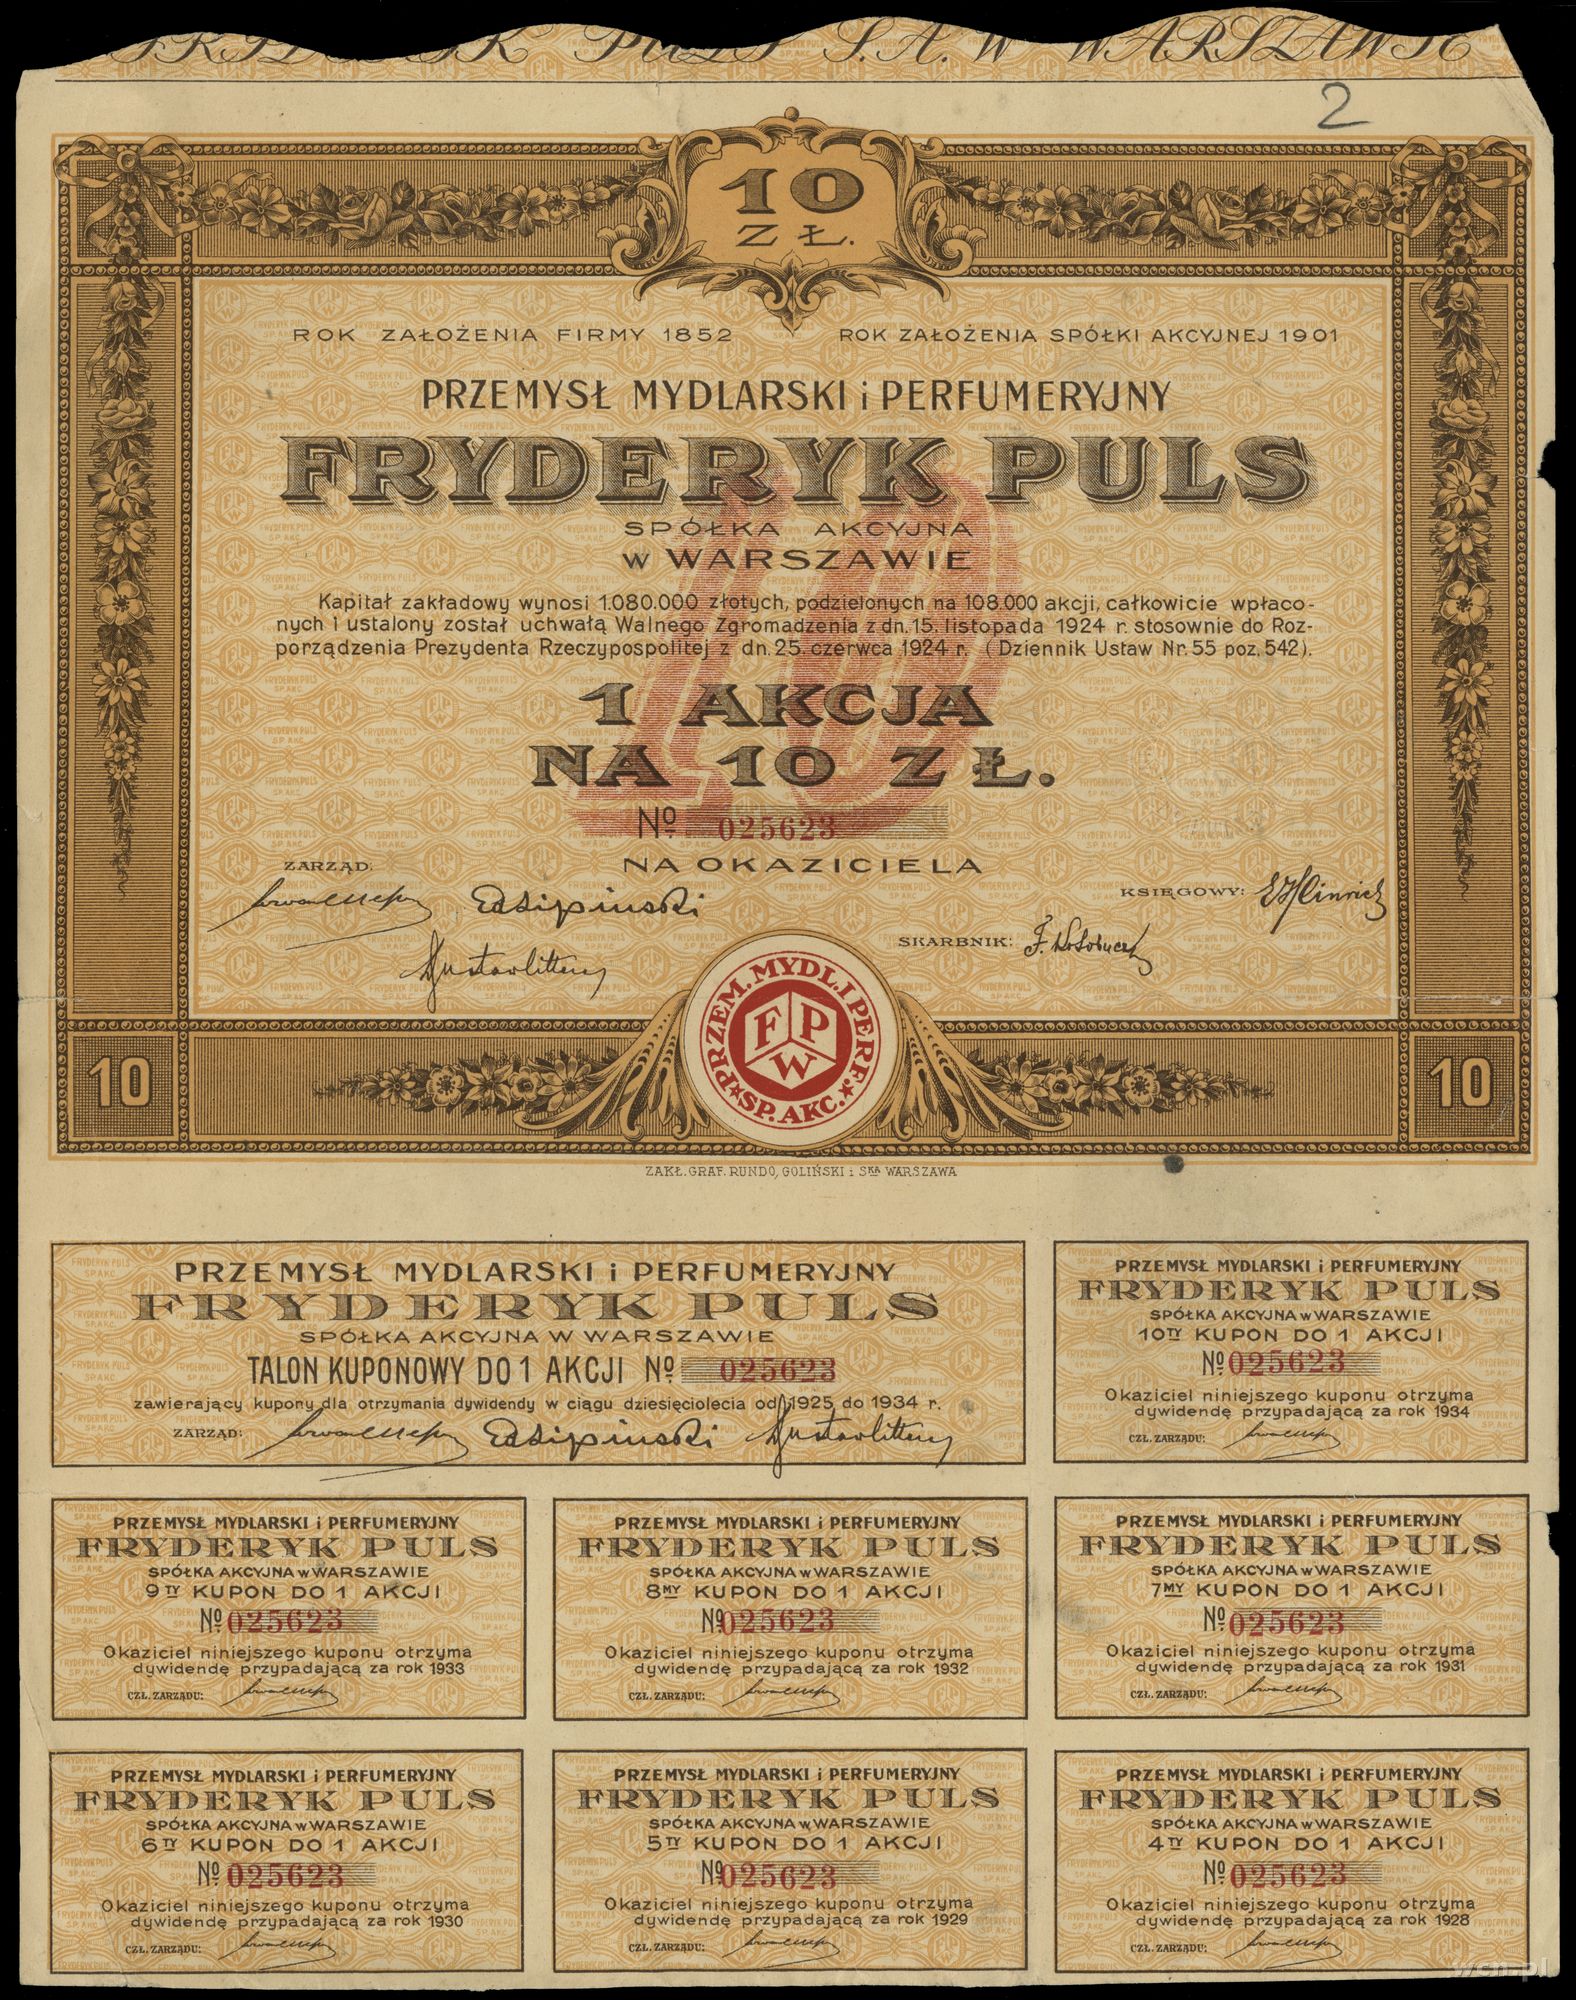 S.A. W WARSZAWIE
2
10
ZŁ.
ROK ZAŁOŻENIA FIRMY 1852 ROK ZAŁOŻENIA SPÓŁKI AKCYJNEJ 1901
PRZEMYSŁ MYDLARSKI i PERFUMERYJNY
FRYDERYK PULS
SPÓŁKA AKCYJNA
w WARSZAWIE
Kapitał zakładowy wynosi 1.080.000 złotych, podzielonych na 108.000 akcji, całkowicie wpłaco-
nych i ustalony został uchwałą Walnego Zgromadzenia z dn. 15. listopada 1924 r. stosownie do Roz-
porządzenia Prezydenta Rzeczypospolitej z dn. 25. czerwca 1924 r. (Dziennik Ustaw Nr. 55 poz. 542).
10
1 AKCJA
NA 10 ZŁ.
No 025623
NA OKAZICIELA
ZARZĄD:
KSIĘGOWY:
SKARBNIK:
PRZEM. MYDL. I PERF. SP. AKC.
FPW
10 10
ZAKŁ. GRAF. RUNDO, GOLIŃSKI i SKA WARSZAWA
PRZEMYSŁ MYDLARSKI i PERFUMERYJNY
FRYDERYK PULS
SPÓŁKA AKCYJNA W WARSZAWIE
TALON KUPONOWY DO 1 AKCJI No 025623
zawierający kupony dla otrzymania dywidendy w ciągu dziesięciolecia od 1925 do 1934 r.
ZARZĄD:
PRZEMYSŁ MYDLARSKI i PERFUMERYJNY
FRYDERYK PULS
SPÓŁKA AKCYJNA w WARSZAWIE
10TY KUPON DO 1 AKCJI
No 025623
Okaziciel niniejszego kuponu otrzyma
dywidendę przypadającą za rok 1934
CZŁ. ZARZĄDU:
PRZEMYSŁ MYDLARSKI i PERFUMERYJNY
FRYDERYK PULS
SPÓŁKA AKCYJNA w WARSZAWIE
9TY KUPON DO 1 AKCJI
No 025623
Okaziciel niniejszego kuponu otrzyma
dywidendę przypadającą za rok 1933
CZŁ. ZARZĄDU:
PRZEMYSŁ MYDLARSKI i PERFUMERYJNY
FRYDERYK PULS
SPÓŁKA AKCYJNA w WARSZAWIE
8MY KUPON DO 1 AKCJI
No 025623
Okaziciel niniejszego kuponu otrzyma
dywidendę przypadającą za rok 1932
CZŁ. ZARZĄDU:
PRZEMYSŁ MYDLARSKI i PERFUMERYJNY
FRYDERYK PULS
SPÓŁKA AKCYJNA w WARSZAWIE
7MY KUPON DO 1 AKCJI
No 025623
Okaziciel niniejszego kuponu otrzyma
dywidendę przypadającą za rok 1931
CZŁ. ZARZĄDU:
PRZEMYSŁ MYDLARSKI i PERFUMERYJNY
FRYDERYK PULS
SPÓŁKA AKCYJNA w WARSZAWIE
6TY KUPON DO 1 AKCJI
No 025623
Okaziciel niniejszego kuponu otrzyma
dywidendę przypadającą za rok 1930
CZŁ. ZARZĄDU:
PRZEMYSŁ MYDLARSKI i PERFUMERYJNY
FRYDERYK PULS
SPÓŁKA AKCYJNA w WARSZAWIE
5TY KUPON DO 1 AKCJI
No 025623
Okaziciel niniejszego kuponu otrzyma
dywidendę przypadającą za rok 1929
CZŁ. ZARZĄDU:
PRZEMYSŁ MYDLARSKI i PERFUMERYJNY
FRYDERYK PULS
SPÓŁKA AKCYJNA w WARSZAWIE
4TY KUPON DO 1 AKCJI
No 025623
Okaziciel niniejszego kuponu otrzyma
dywidendę przypadającą za rok 1928
CZŁ. ZARZĄDU:
wcn.pl